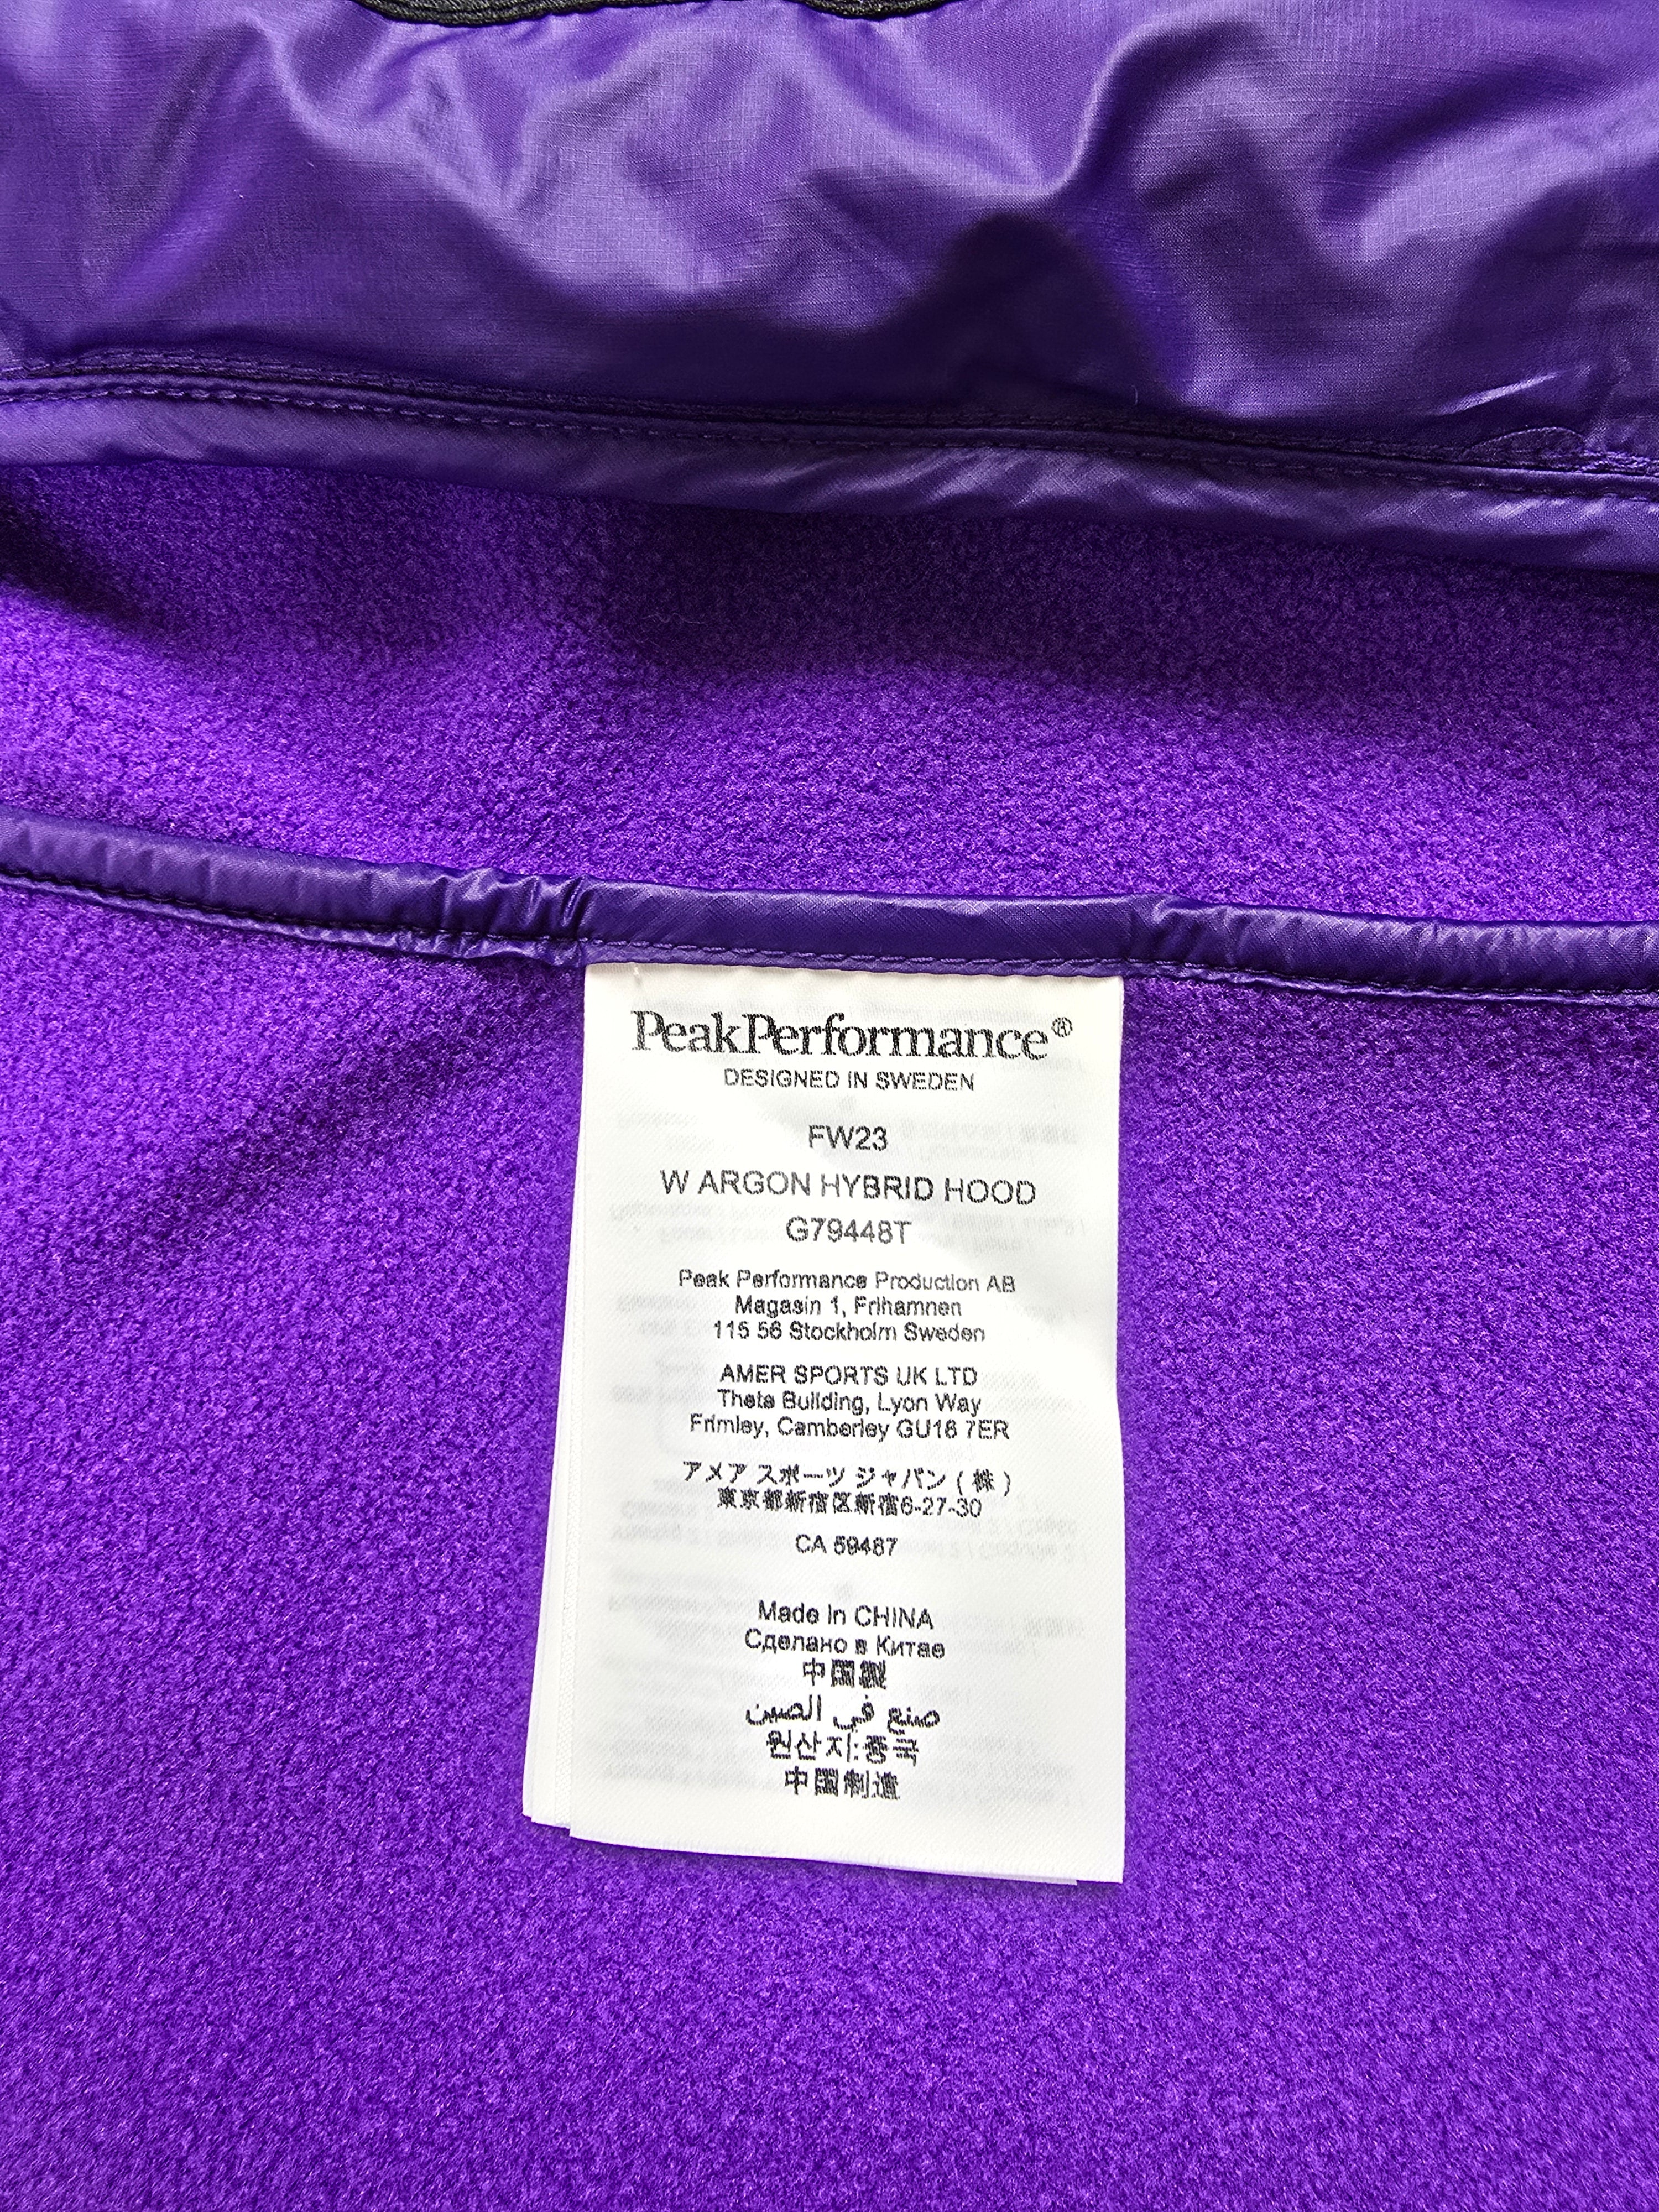 PeakPerformance®
DESIGNED IN SWEDEN
FW23
W ARGON HYBRID HOOD
G79448T
Peak Performance Production AB
Magasin 1, Frihamnen
115 56 Stockholm Sweden
AMER SPORTS UK LTD
Theta Building, Lyon Way
Frimley, Camberley GU16 7ER
アメア スポーツ ジャパン ( 株 )
東京都新宿区新宿6-27-30
CA 59487
Made in CHINA
Сделано в Китае
中国製
صنع في الصين
원산지:중국
中国制造